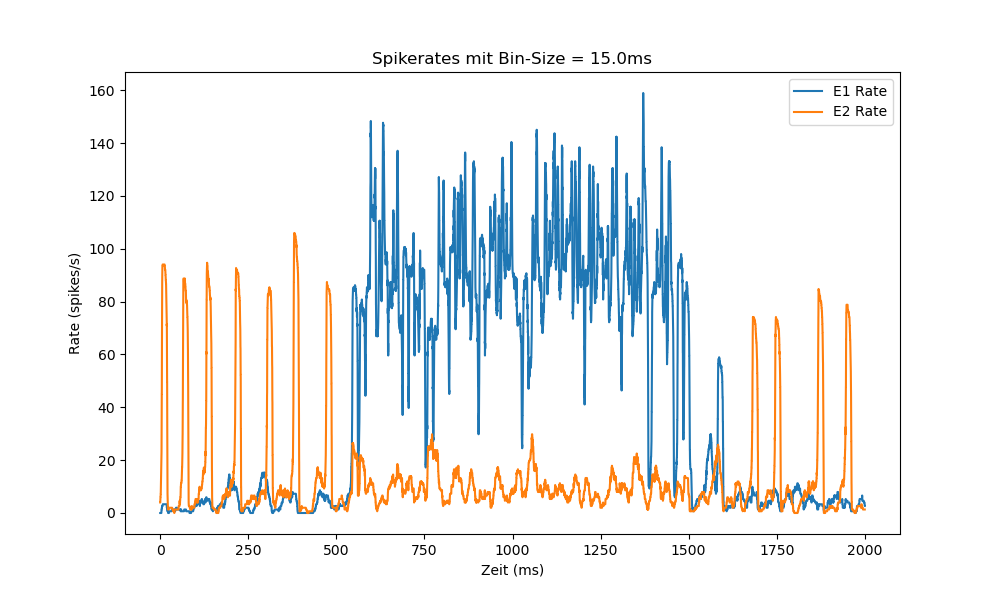 Spikerates mit Bin-Size = 15.0ms
E1 Rate
E2 Rate
Rate (spikes/s)
160
140
120
100
80
60
40
20
0
0 250 500 750 1000 1250 1500 1750 2000
Zeit (ms)